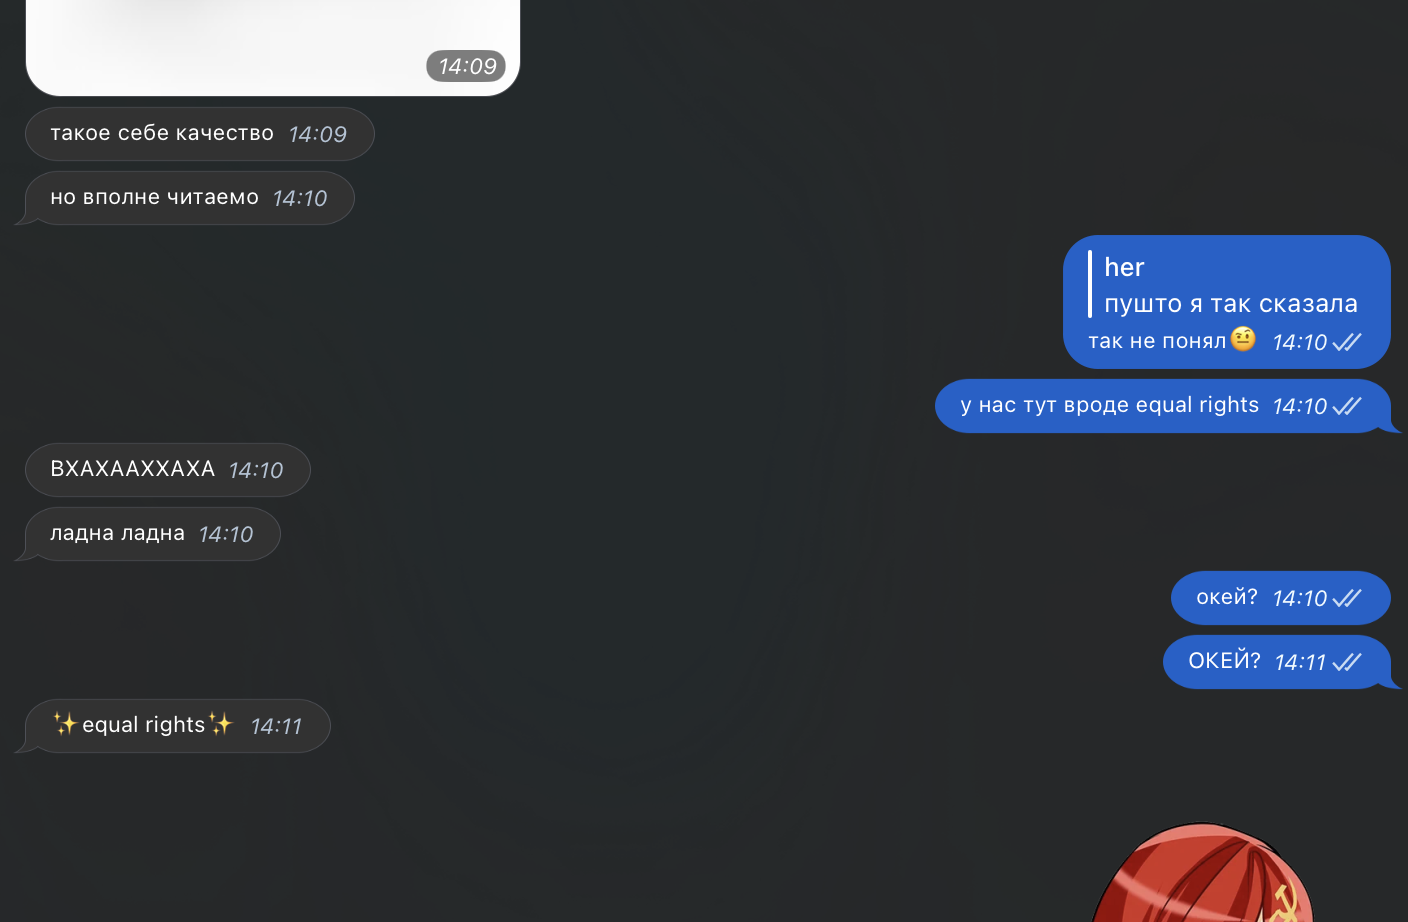 14:09
такое себе качество 14:09
но вполне читаемо 14:10
her
пушто я так сказала
так не понял🤨 14:10
у нас тут вроде equal rights 14:10
ВХАХААХХАХА 14:10
ладна ладна 14:10
окей? 14:10
ОКЕЙ? 14:11
✨equal rights✨ 14:11